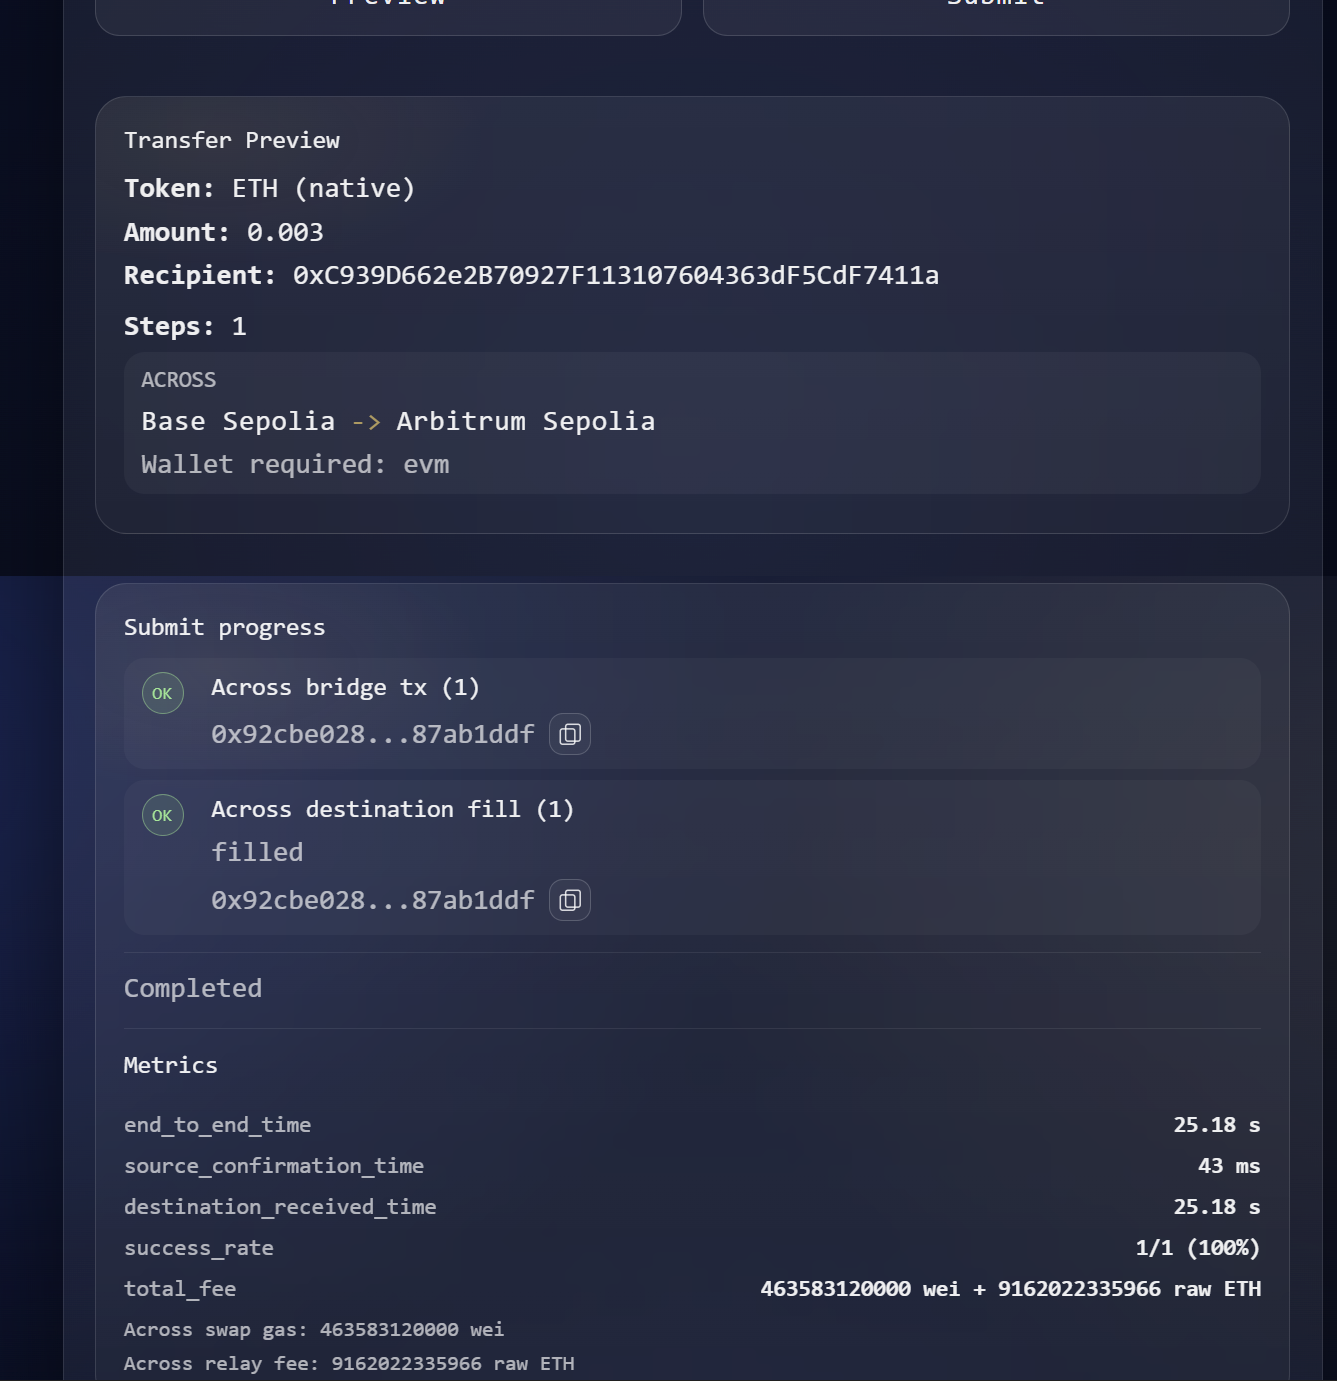 Preview Submit
Transfer Preview
Token: ETH (native)
Amount: 0.003
Recipient: 0xC939D662e2B70927F113107604363dF5CdF7411a
Steps: 1
ACROSS
Base Sepolia -> Arbitrum Sepolia
Wallet required: evm
Submit progress
OK Across bridge tx (1)
0x92cbe028...87ab1ddf
OK Across destination fill (1)
filled
0x92cbe028...87ab1ddf
Completed
Metrics
end_to_end_time 25.18 s
source_confirmation_time 43 ms
destination_received_time 25.18 s
success_rate 1/1 (100%)
total_fee 463583120000 wei + 9162022335966 raw ETH
Across swap gas: 463583120000 wei
Across relay fee: 9162022335966 raw ETH